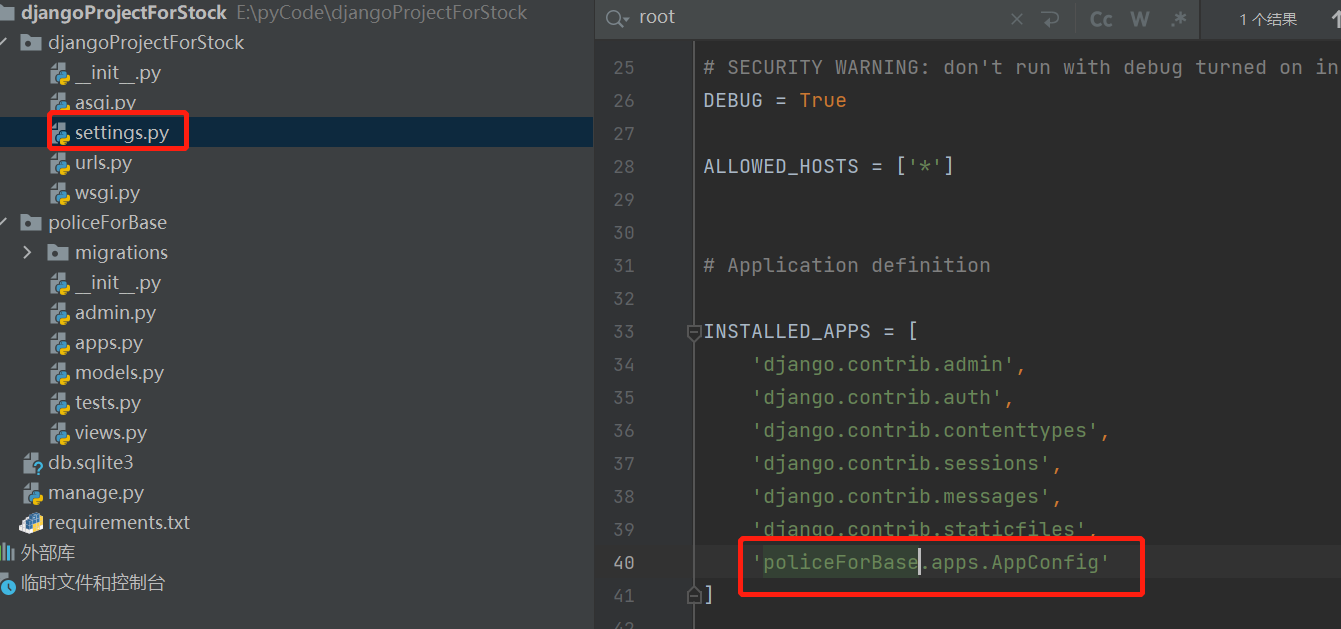 djangoProjectForStock E:\pyCode\djangoProjectForStock
djangoProjectForStock
__init__.py
asgi.py
settings.py
urls.py
wsgi.py
policeForBase
migrations
__init__.py
admin.py
apps.py
models.py
tests.py
views.py
db.sqlite3
manage.py
requirements.txt
外部库
临时文件和控制台
root
Cc W .* 1 个结果
25 # SECURITY WARNING: don't run with debug turned on in
26 DEBUG = True
27
28 ALLOWED_HOSTS = ['*']
29
30
31 # Application definition
32
33 INSTALLED_APPS = [
34 'django.contrib.admin',
35 'django.contrib.auth',
36 'django.contrib.contenttypes',
37 'django.contrib.sessions',
38 'django.contrib.messages',
39 'django.contrib.staticfiles',
40 'policeForBase.apps.AppConfig'
41 ]
42